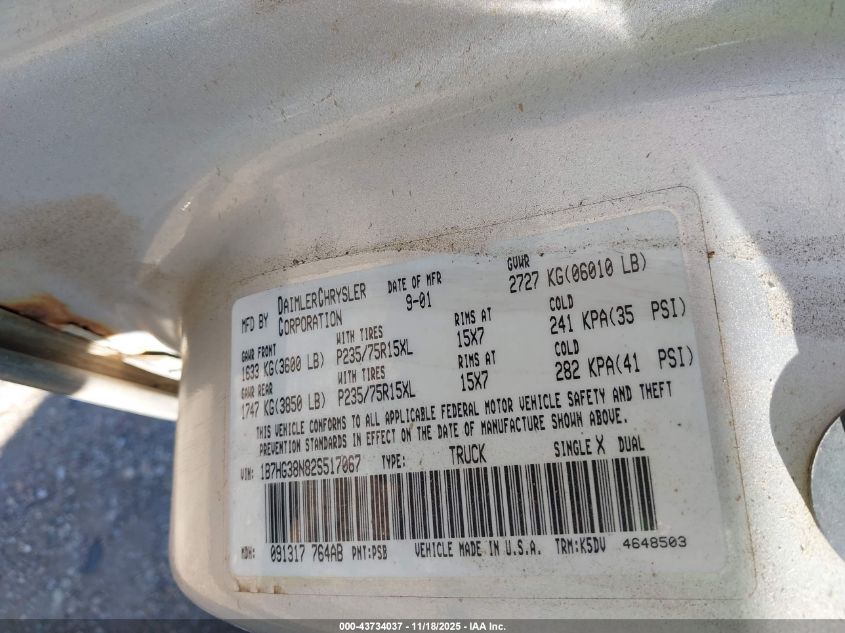 MFD BY DAIMLERCHRYSLER CORPORATION
DATE OF MFR 9-01
GVWR 2727 KG(06010 LB)
GAWR FRONT WITH TIRES RIMS AT COLD
1633 KG(3600 LB) P235/75R15XL 15X7 241 KPA(35 PSI)
GAWR REAR WITH TIRES RIMS AT COLD
1747 KG(3850 LB) P235/75R15XL 15X7 282 KPA(41 PSI)
THIS VEHICLE CONFORMS TO ALL APPLICABLE FEDERAL MOTOR VEHICLE SAFETY AND THEFT
PREVENTION STANDARDS IN EFFECT ON THE DATE OF MANUFACTURE SHOWN ABOVE.
VIN: 1B7HG38N82S517067 TYPE: TRUCK SINGLE X DUAL
MDH: 091317 764AB PNT:PSB VEHICLE MADE IN U.S.A. TRM:K5DV 4648503
000-43734037 - 11/18/2025 - IAA Inc.